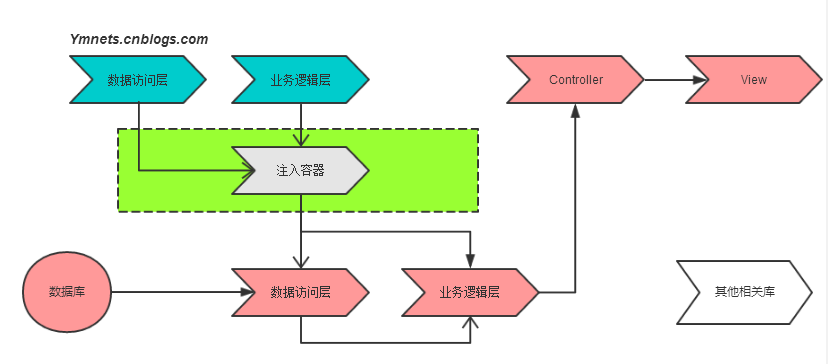 Ymnets.cnblogs.com
数据访问层
业务逻辑层
Controller
View
注入容器
数据库
数据访问层
业务逻辑层
其他相关库